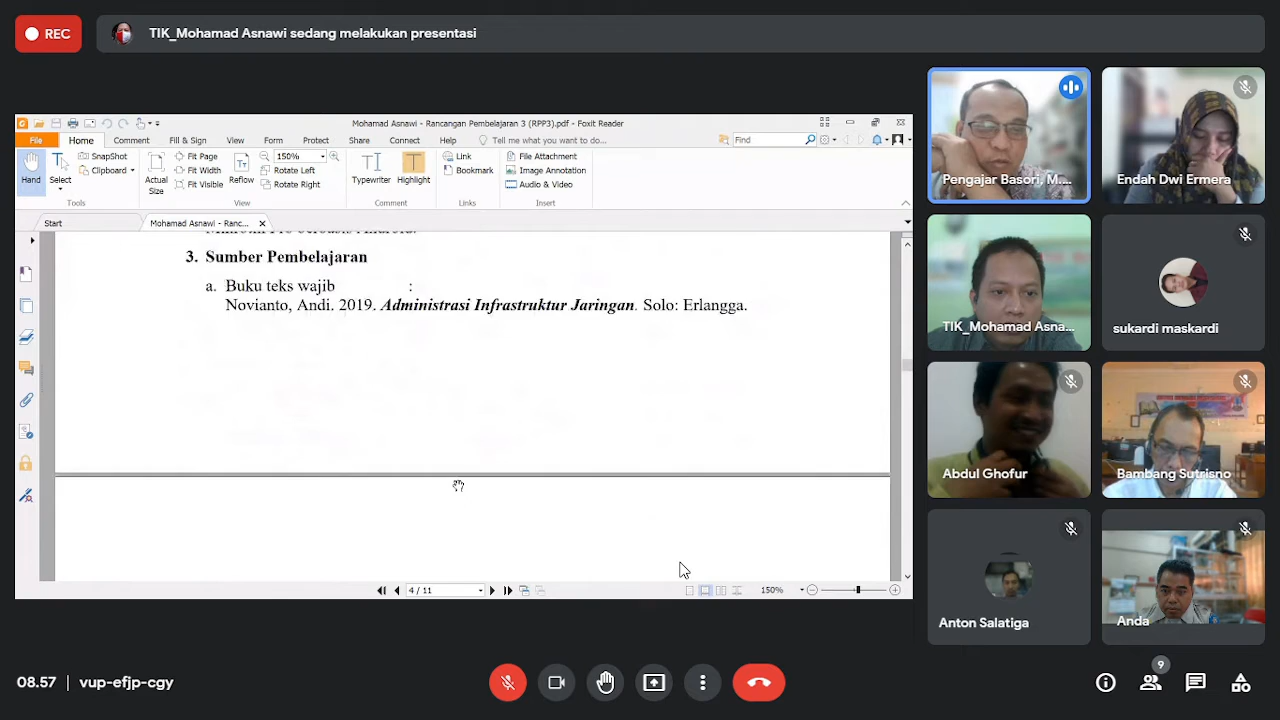 REC
TIK_Mohamad Asnawi sedang melakukan presentasi
Mohamad Asnawi - Rancangan Pembelajaran 3 (RPP3).pdf - Foxit Reader
File Home Comment Fill & Sign View Form Protect Share Connect Help Tell me what you want to do... Find
Hand
Select
SnapShot
Clipboard
Tools
Actual Size
Fit Page
Fit Width
Fit Visible
Reflow
150%
Rotate Left
Rotate Right
View
Typewriter
Highlight
Comment
Link
Bookmark
Links
File Attachment
Image Annotation
Audio & Video
Insert
Start
Mohamad Asnawi - Ranc...
3. Sumber Pembelajaran
a. Buku teks wajib :
Novianto, Andi. 2019. Administrasi Infrastruktur Jaringan. Solo: Erlangga.
4 / 11
150%
Pengajar Basori, M....
Endah Dwi Ermera
TIK_Mohamad Asna...
sukardi maskardi
Abdul Ghofur
Bambang Sutrisno
Anton Salatiga
Anda
08.57 | vup-efjp-cgy
9